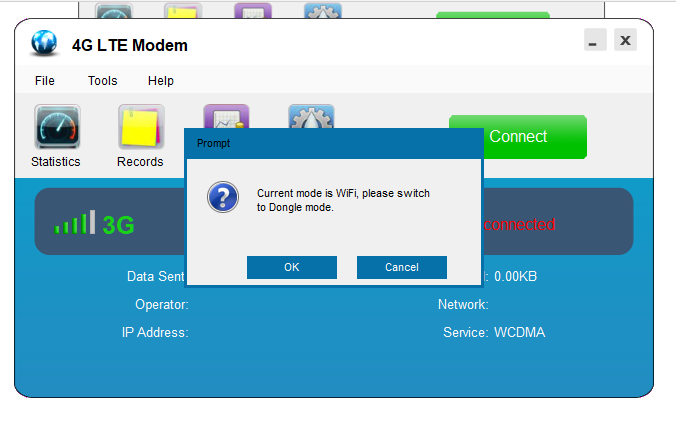 4G LTE Modem
File Tools Help
Connect
Statistics Records
Prompt
Current mode is WiFi, please switch
to Dongle mode.
OK Cancel
3G
connected
Data Sent
0.00KB
Operator:
Network:
IP Address:
Service: WCDMA